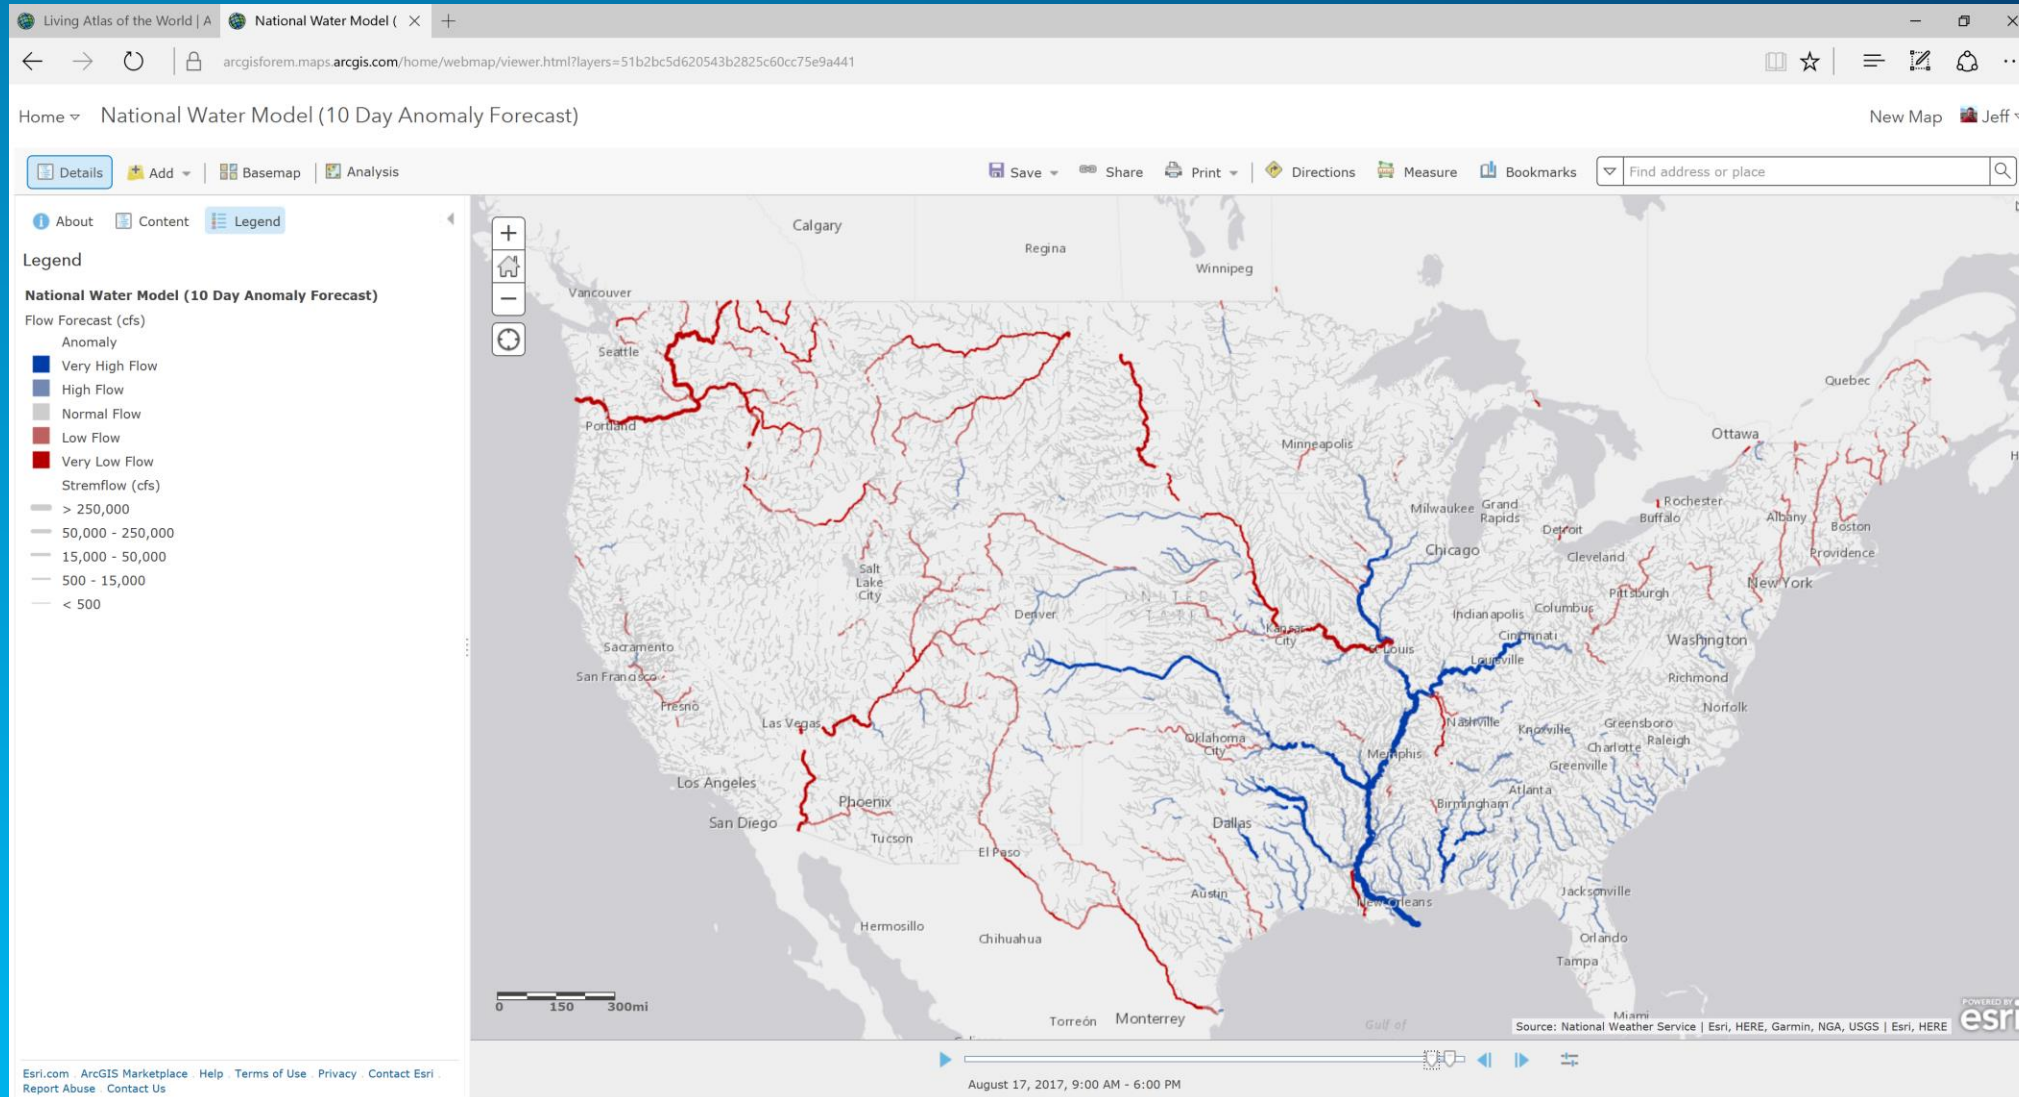 Living Atlas of the World | A
National Water Model (
arcgisforem.maps.arcgis.com/home/webmap/viewer.html?layers=51b2bc5d620543b2825c60cc75e9a441
Home National Water Model (10 Day Anomaly Forecast)
New Map Jeff
Details Add Basemap Analysis
Save Share Print Directions Measure Bookmarks Find address or place
About Content Legend
Legend
National Water Model (10 Day Anomaly Forecast)
Flow Forecast (cfs)
Anomaly
Very High Flow
High Flow
Normal Flow
Low Flow
Very Low Flow
Stremflow (cfs)
> 250,000
50,000 - 250,000
15,000 - 50,000
500 - 15,000
< 500
Calgary
Regina
Winnipeg
Vancouver
Seattle
Portland
Quebec
Ottawa
Minneapolis
Milwaukee
Grand
Rapids
Rochester
Buffalo
Albany
Boston
Detroit
Chicago
Cleveland
Providence
Salt
Lake
City
New York
Pittsburgh
UNITED
STATES
Denver
Indianapolis
Columbus
Kansas
City
Cincinnati
Washington
Sacramento
St Louis
Louisville
San Francisco
Richmond
Fresno
Norfolk
Las Vegas
Nashville
Knoxville
Greensboro
Oklahoma
City
Charlotte
Raleigh
Memphis
Greenville
Los Angeles
Atlanta
Phoenix
Birmingham
San Diego
Dallas
Tucson
El Paso
Austin
Jacksonville
New Orleans
Hermosillo
Chihuahua
Orlando
Tampa
0 150 300mi
Torreón
Monterrey
Gulf of
Miami
POWERED BY
esri
Source: National Weather Service | Esri, HERE, Garmin, NGA, USGS | Esri, HERE
August 17, 2017, 9:00 AM - 6:00 PM
Esri.com . ArcGIS Marketplace . Help . Terms of Use . Privacy . Contact Esri .
Report Abuse . Contact Us